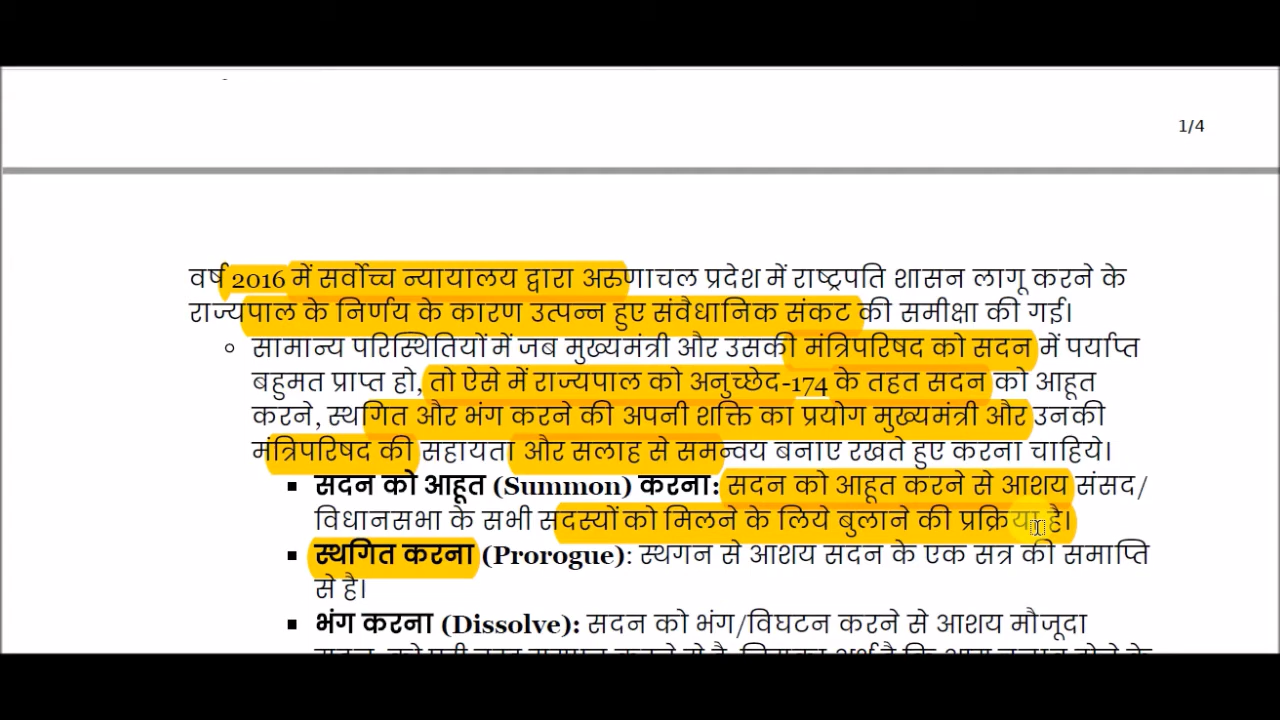 1/4
वर्ष 2016 में सर्वोच्च न्यायालय द्वारा अरुणाचल प्रदेश में राष्ट्रपति शासन लागू करने के
राज्यपाल के निर्णय के कारण उत्पन्न हुए संवैधानिक संकट की समीक्षा की गई।
सामान्य परिस्थितियों में जब मुख्यमंत्री और उसकी मंत्रिपरिषद को सदन में पर्याप्त
बहुमत प्राप्त हो, तो ऐसे में राज्यपाल को अनुच्छेद-174 के तहत सदन को आहूत
करने, स्थगित और भंग करने की अपनी शक्ति का प्रयोग मुख्यमंत्री और उनकी
मंत्रिपरिषद की सहायता और सलाह से समन्वय बनाए रखते हुए करना चाहिये।
सदन को आहूत (Summon) करना: सदन को आहूत करने से आशय संसद/
विधानसभा के सभी सदस्यों को मिलने के लिये बुलाने की प्रक्रिया है।
स्थगित करना (Prorogue): स्थगन से आशय सदन के एक सत्र की समाप्ति
से है।
भंग करना (Dissolve): सदन को भंग/विघटन करने से आशय मौजूदा